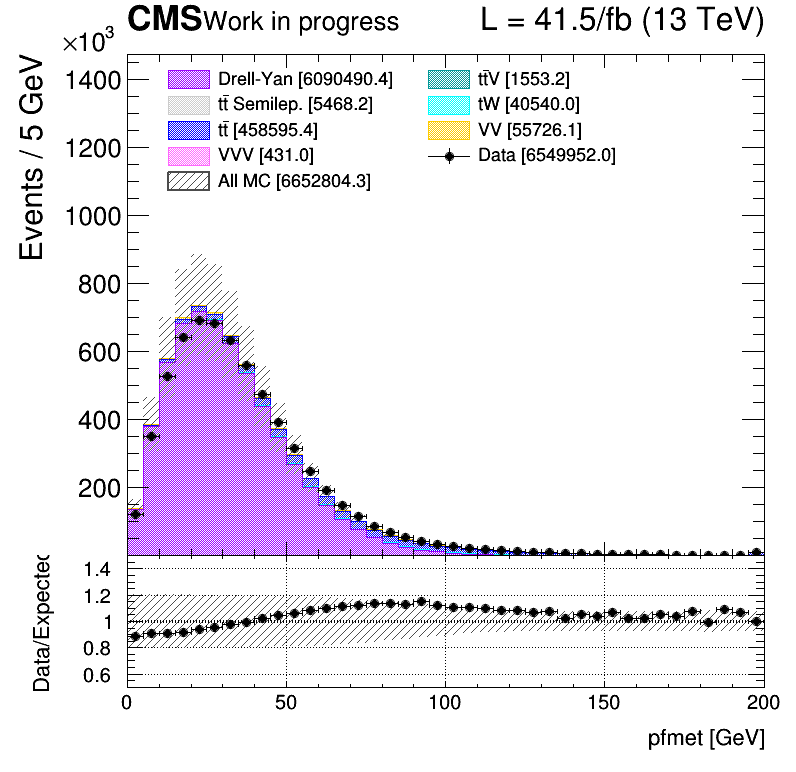 CMS Work in progress L = 41.5/fb (13 TeV)
×10³
Events / 5 GeV
1400
1200
1000
800
600
400
200
Drell-Yan [6090490.4]
tt̄ Semilep. [5468.2]
tt̄ [458595.4]
VVV [431.0]
All MC [6652804.3]
tt̄V [1553.2]
tW [40540.0]
VV [55726.1]
Data [6549952.0]
Data/Expected
1.4
1.2
1
0.8
0.6
0 50 100 150 200
pfmet [GeV]